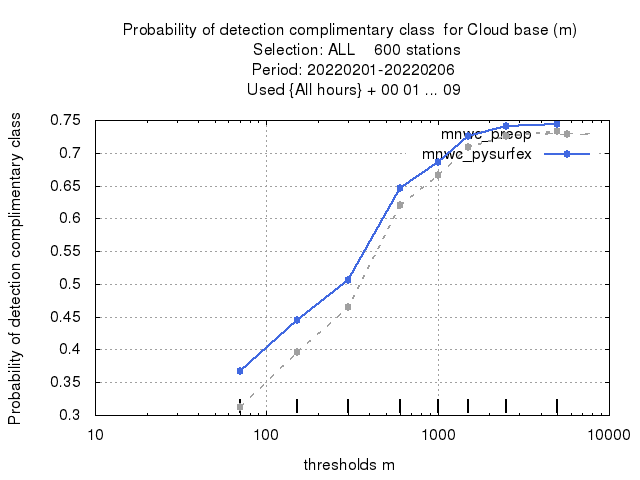 Probability of detection complimentary class  for Cloud base (m)
Selection: ALL    600 stations
Period: 20220201-20220206
Used {All hours} + 00 01 ... 09
Probability of detection complimentary class
0.75
0.7
0.65
0.6
0.55
0.5
0.45
0.4
0.35
0.3
mnwc_preop
mnwc_pysurfex
10
100
1000
10000
thresholds m